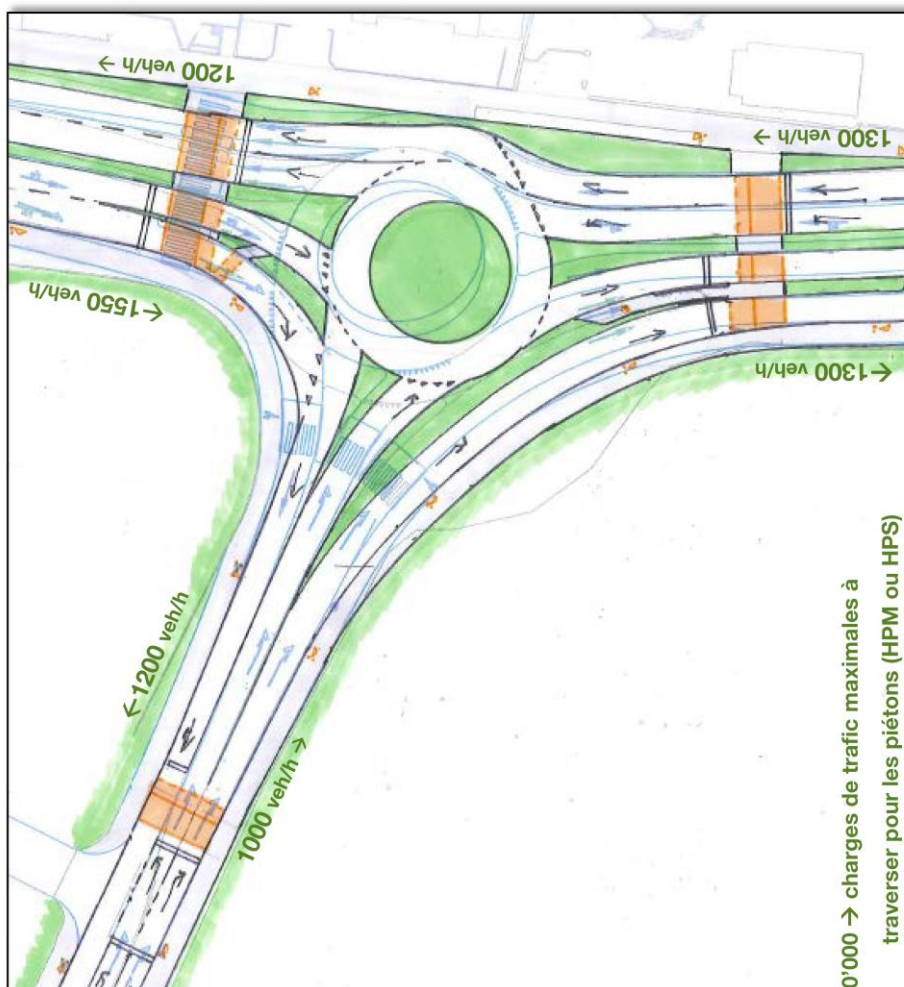 ← 1200 veh/h
1300 veh/h →
← 1550 veh/h
←1300 veh/h
←1200 veh/h
1000 veh/h →
0'000 → charges de trafic maximales à
traverser pour les piétons (HPM ou HPS)